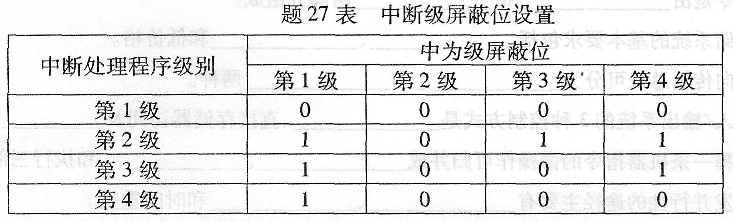 题27表 中断级屏蔽位设置
中断处理程序级别 中为级屏蔽位
第1级 第2级 第3级 第4级
第1级 0 0 0 0
第2级 1 0 1 1
第3级 1 0 0 1
第4级 1 0 0 0